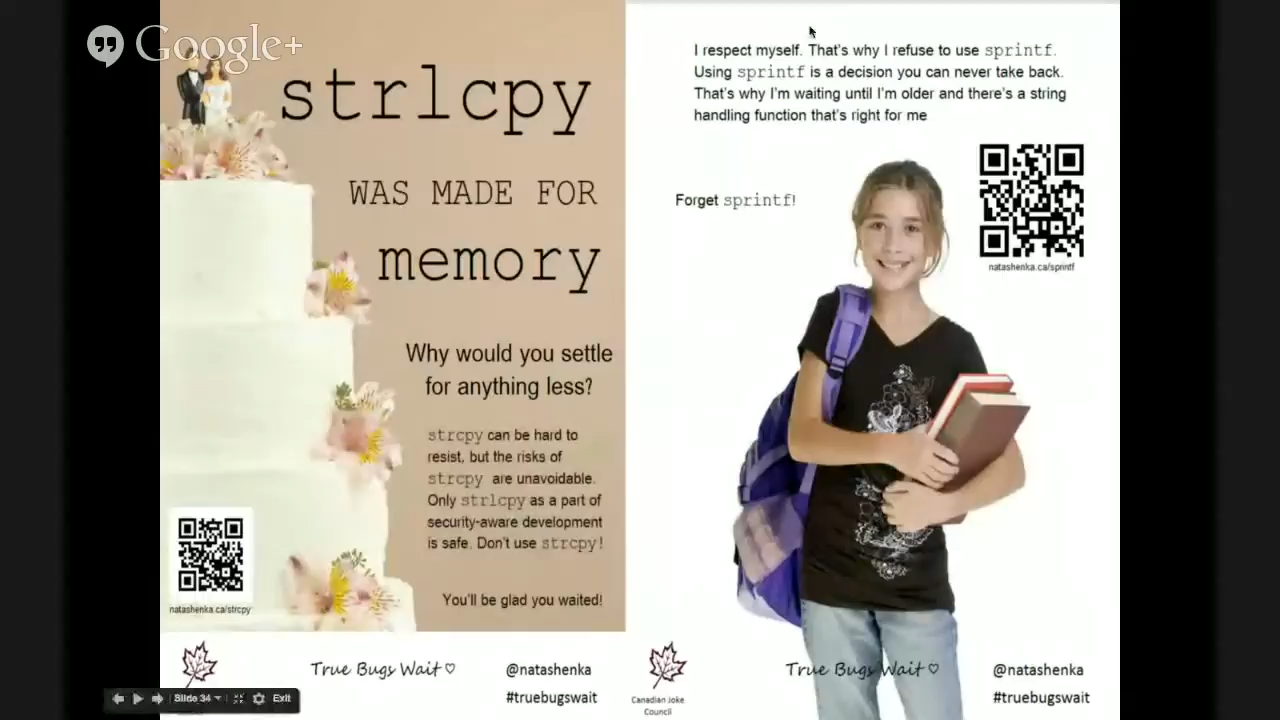 Google+
strlcpy
WAS MADE FOR
memory
Why would you settle
for anything less?
strcpy can be hard to
resist, but the risks of
strcpy are unavoidable.
Only strlcpy as a part of
security-aware development
is safe. Don't use strcpy!
You'll be glad you waited!
natashenka.ca/strcpy
True Bugs Wait ♡
@natashenka
#truebugswait
I respect myself. That's why I refuse to use sprintf.
Using sprintf is a decision you can never take back.
That's why I'm waiting until I'm older and there's a string
handling function that's right for me
Forget sprintf!
natashenka.ca/sprintf
Canadian Joke
Council
True Bugs Wait ♡
@natashenka
#truebugswait
Slide 34
Exit